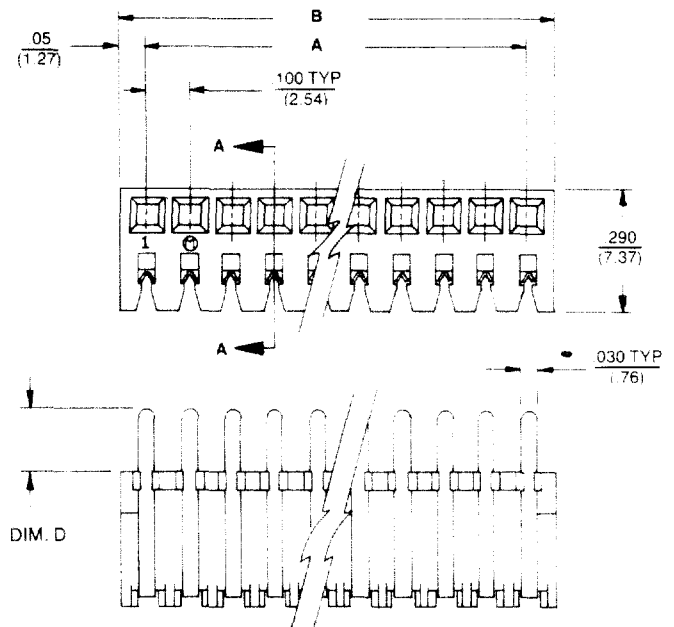 B
A
.05
(1.27)
.100 TYP
(2.54)
A
1
.290
(7.37)
A
.030 TYP
(.76)
DIM. D